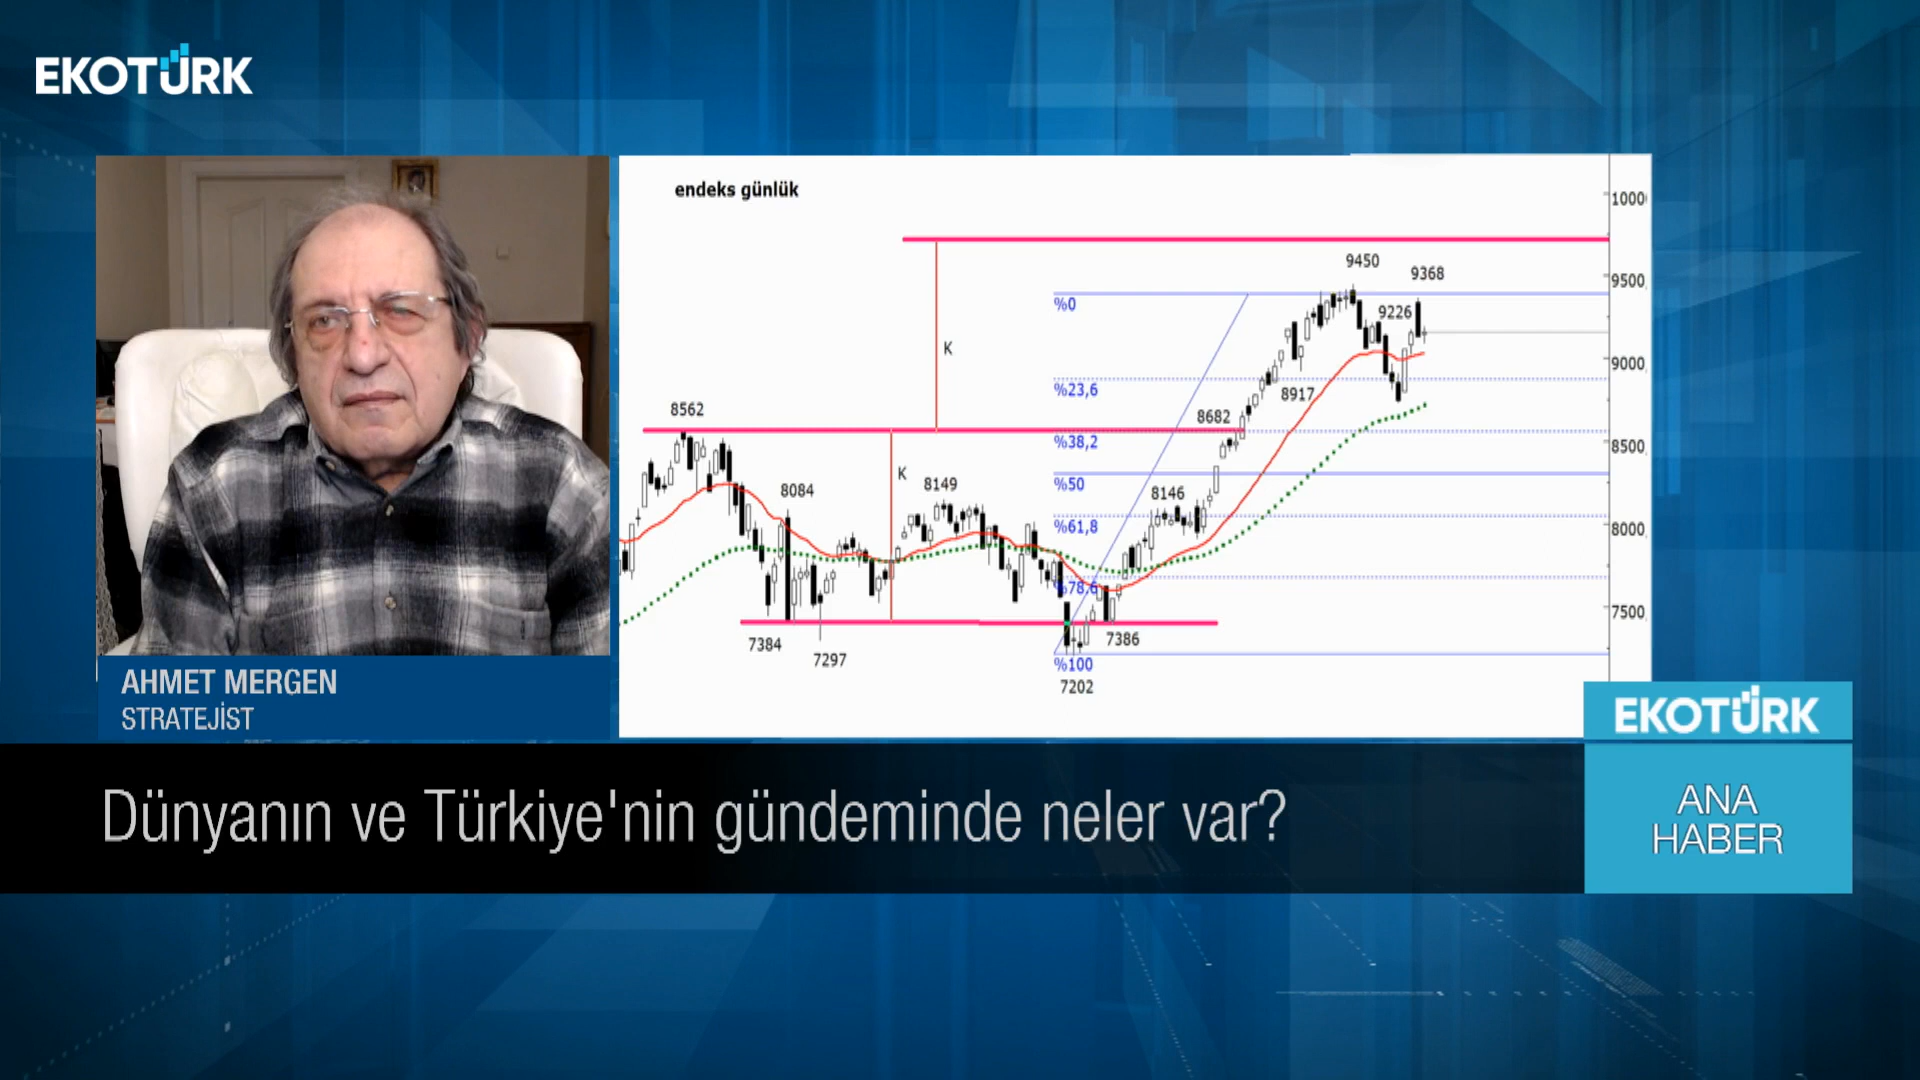 EKOTÜRK
endeks günlük
10000
9500
9000
8500
8000
7500
9450
9368
9226
%0
K
%23,6
8917
8562
8682
%38,2
K
8149
8084
%50
8146
%61,8
%78,6
7384
7297
7386
%100
7202
AHMET MERGEN
STRATEJİST
EKOTÜRK
Dünyanın ve Türkiye'nin gündeminde neler var?
ANA
HABER